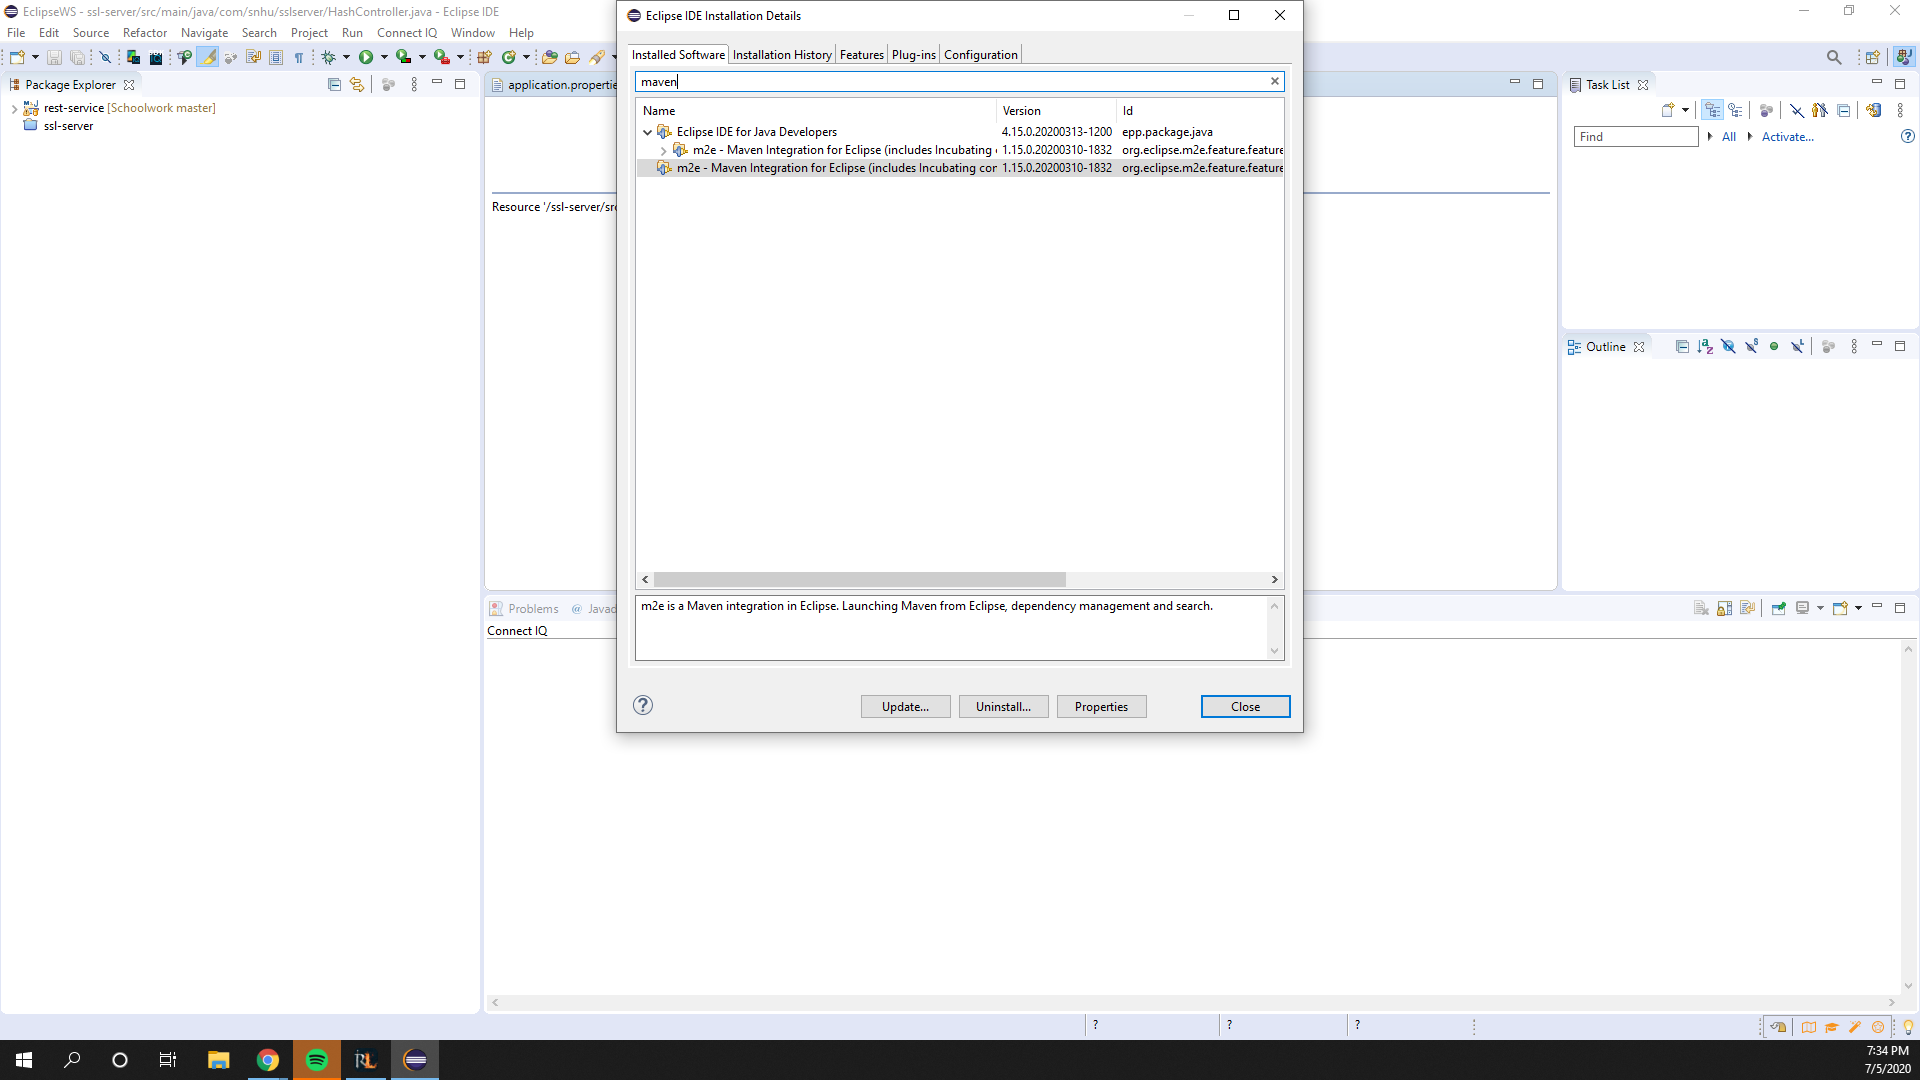 EclipseWS - ssl-server/src/main/java/com/snhu/sslserver/HashController.java - Eclipse IDE
File Edit Source Refactor Navigate Search Project Run Connect IQ Window Help
Package Explorer
rest-service [Schoolwork master]
ssl-server
application.propertie
Resource '/ssl-server/src
Eclipse IDE Installation Details
Installed Software Installation History Features Plug-ins Configuration
maven
Name Version Id
Eclipse IDE for Java Developers 4.15.0.20200313-1200 epp.package.java
m2e - Maven Integration for Eclipse (includes Incubating 1.15.0.20200310-1832 org.eclipse.m2e.feature.feature
m2e - Maven Integration for Eclipse (includes Incubating cor 1.15.0.20200310-1832 org.eclipse.m2e.feature.feature
m2e is a Maven integration in Eclipse. Launching Maven from Eclipse, dependency management and search.
Update... Uninstall... Properties Close
Task List
Find All Activate...
Outline
Problems @ Javad
Connect IQ
? ? ?
7:34 PM
7/5/2020